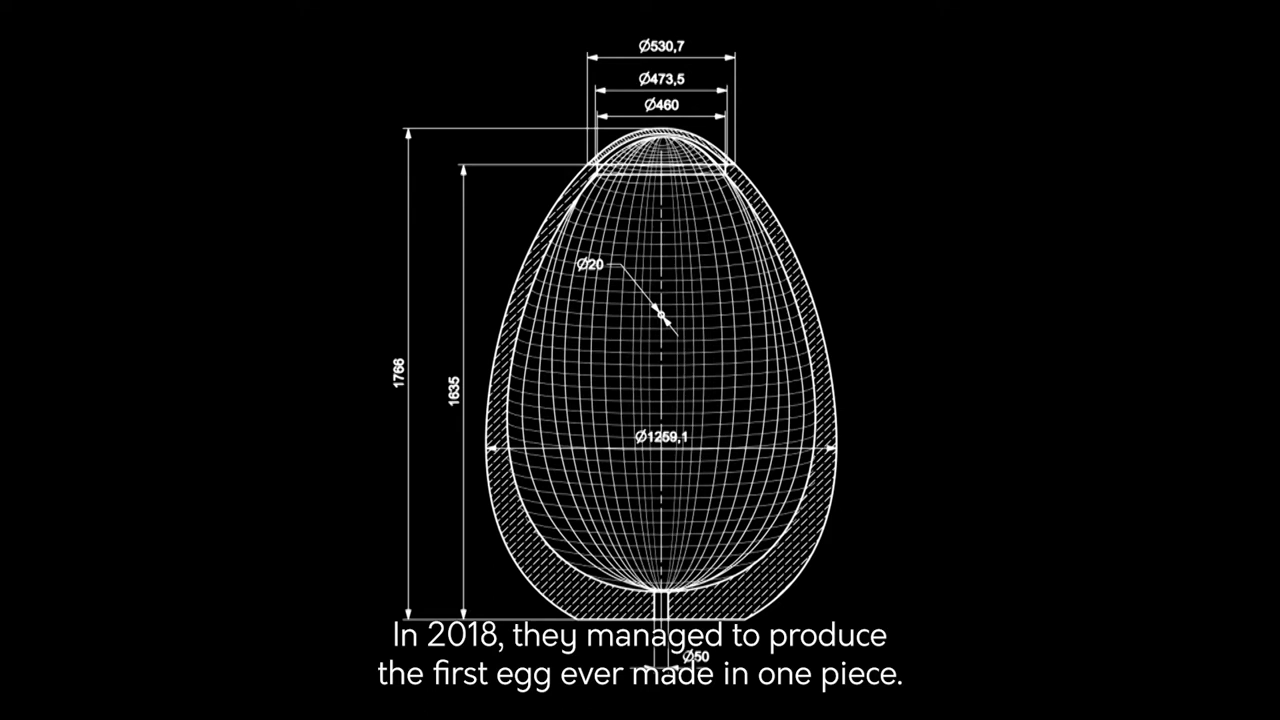 Ø530,7
Ø473,5
Ø460
Ø20
1766
1635
Ø1259,1
In 2018, they managed to produce
Ø50
the first egg ever made in one piece.